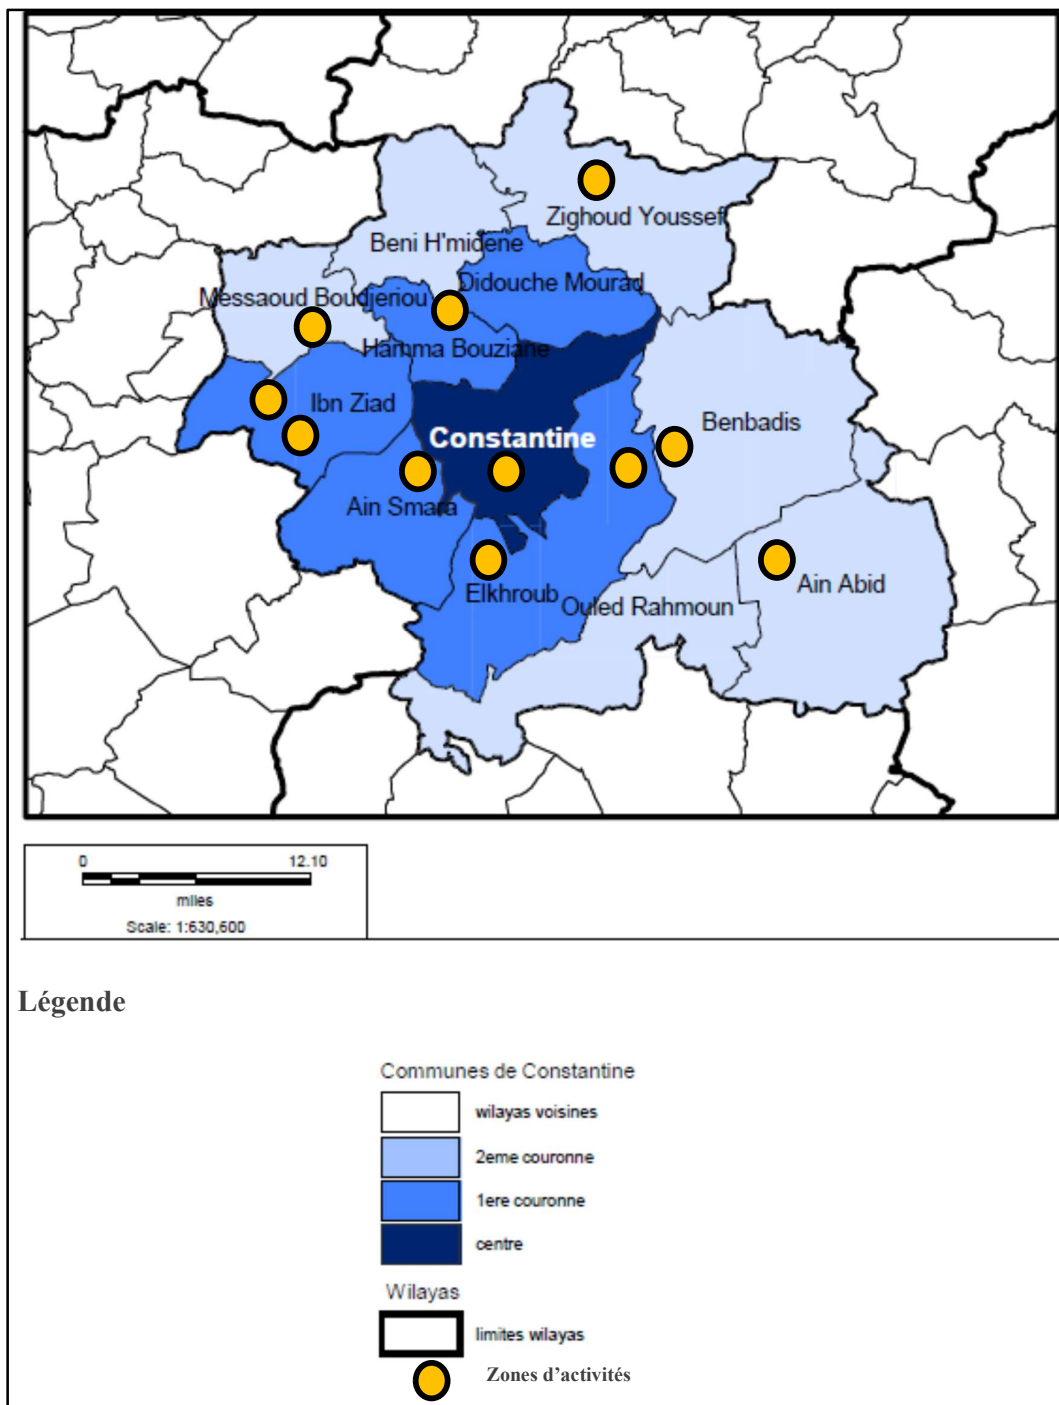 Zighoud Youssef
Beni H'midene
Didouche Mourad
Messaoud Boudjeriou
Hamma Bouziane
Ibn Ziad
Benbadis
Constantine
Ain Smara
Elkhroub
Ouled Rahmoun
Ain Abid
0 12.10
miles
Scale: 1:630,600
Légende
Communes de Constantine
wilayas voisines
2eme couronne
1ere couronne
centre
Wilayas
limites wilayas
Zones d'activités